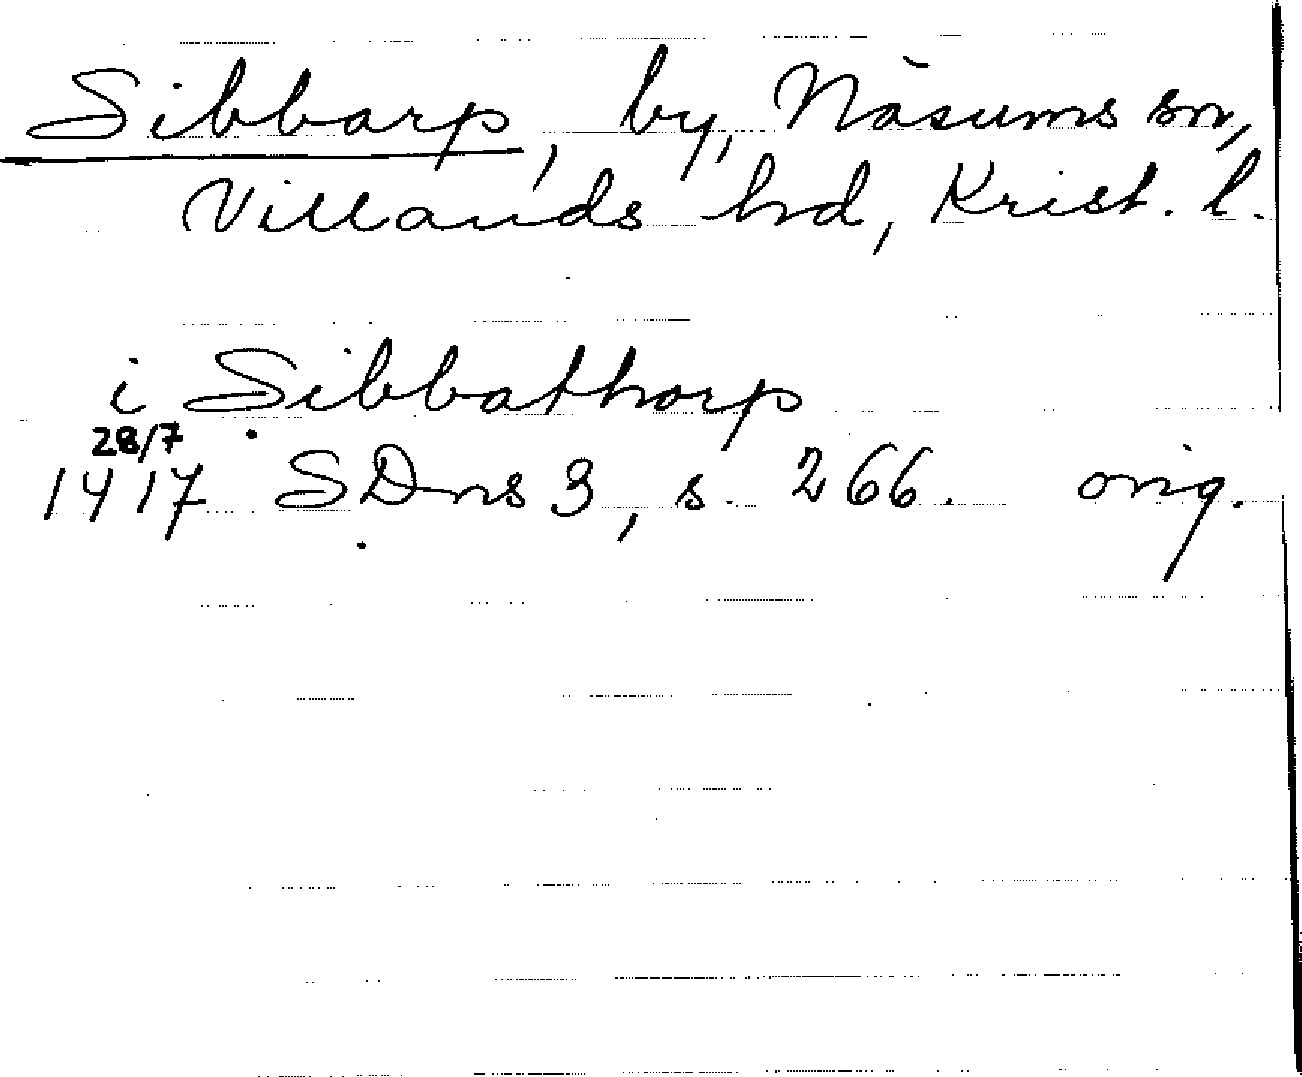 Sibbarp, by, Näsums sn,
Villands hd, Krist. l.
i Sibbathorp
28/7
1417 SDns 3, s. 266. orig.